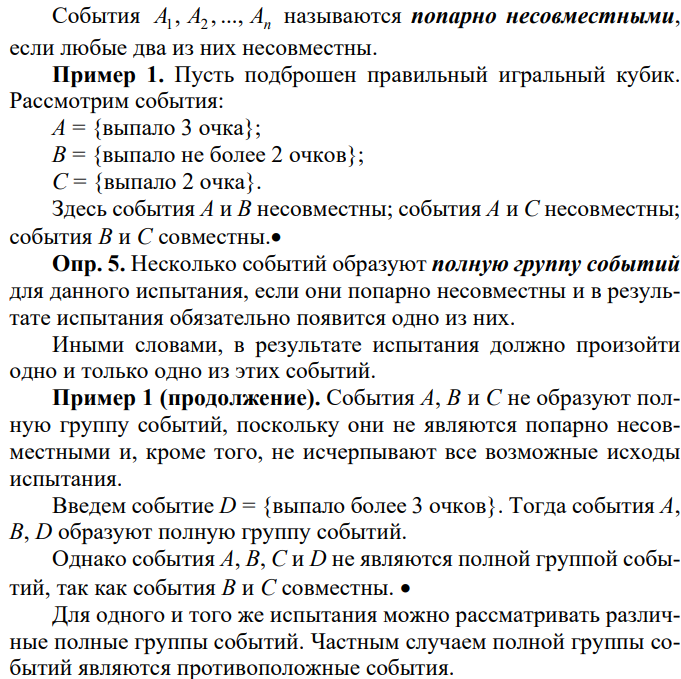 События A₁, A₂, ..., Aₙ называются попарно несовместными,
если любые два из них несовместны.
Пример 1. Пусть подброшен правильный игральный кубик.
Рассмотрим события:
A = {выпало 3 очка};
B = {выпало не более 2 очков};
C = {выпало 2 очка}.
Здесь события A и B несовместны; события A и C несовместны;
события B и C совместны.•
Опр. 5. Несколько событий образуют полную группу событий
для данного испытания, если они попарно несовместны и в резуль-
тате испытания обязательно появится одно из них.
Иными словами, в результате испытания должно произойти
одно и только одно из этих событий.
Пример 1 (продолжение). События A, B и C не образуют пол-
ную группу событий, поскольку они не являются попарно несов-
местными и, кроме того, не исчерпывают все возможные исходы
испытания.
Введем событие D = {выпало более 3 очков}. Тогда события A,
B, D образуют полную группу событий.
Однако события A, B, C и D не являются полной группой собы-
тий, так как события B и C совместны. •
Для одного и того же испытания можно рассматривать различ-
ные полные группы событий. Частным случаем полной группы со-
бытий являются противоположные события.